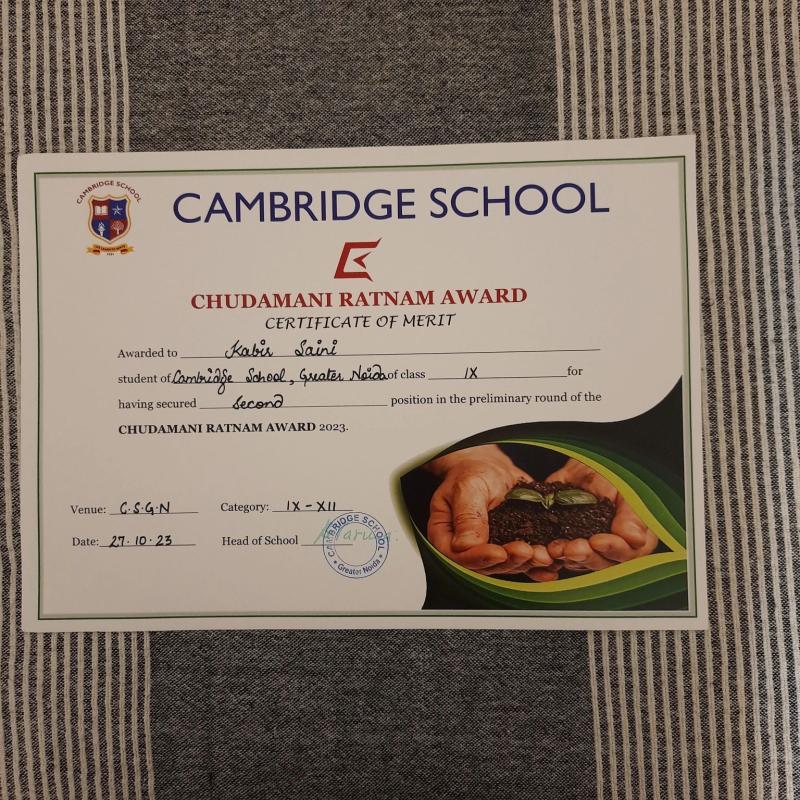 CAMBRIDGE SCHOOL
CAMBRIDGE SCHOOL
CHUDAMANI RATNAM AWARD
CERTIFICATE OF MERIT
Awarded to Kabir Saini
student of Cambridge School, Greater Noida of class IX for
having secured Second position in the preliminary round of the
CHUDAMANI RATNAM AWARD 2023.
Venue: C.S.G.N Category: IX - XII
Date: 27.10.23 Head of School
CAMBRIDGE SCHOOL
Greater Noida